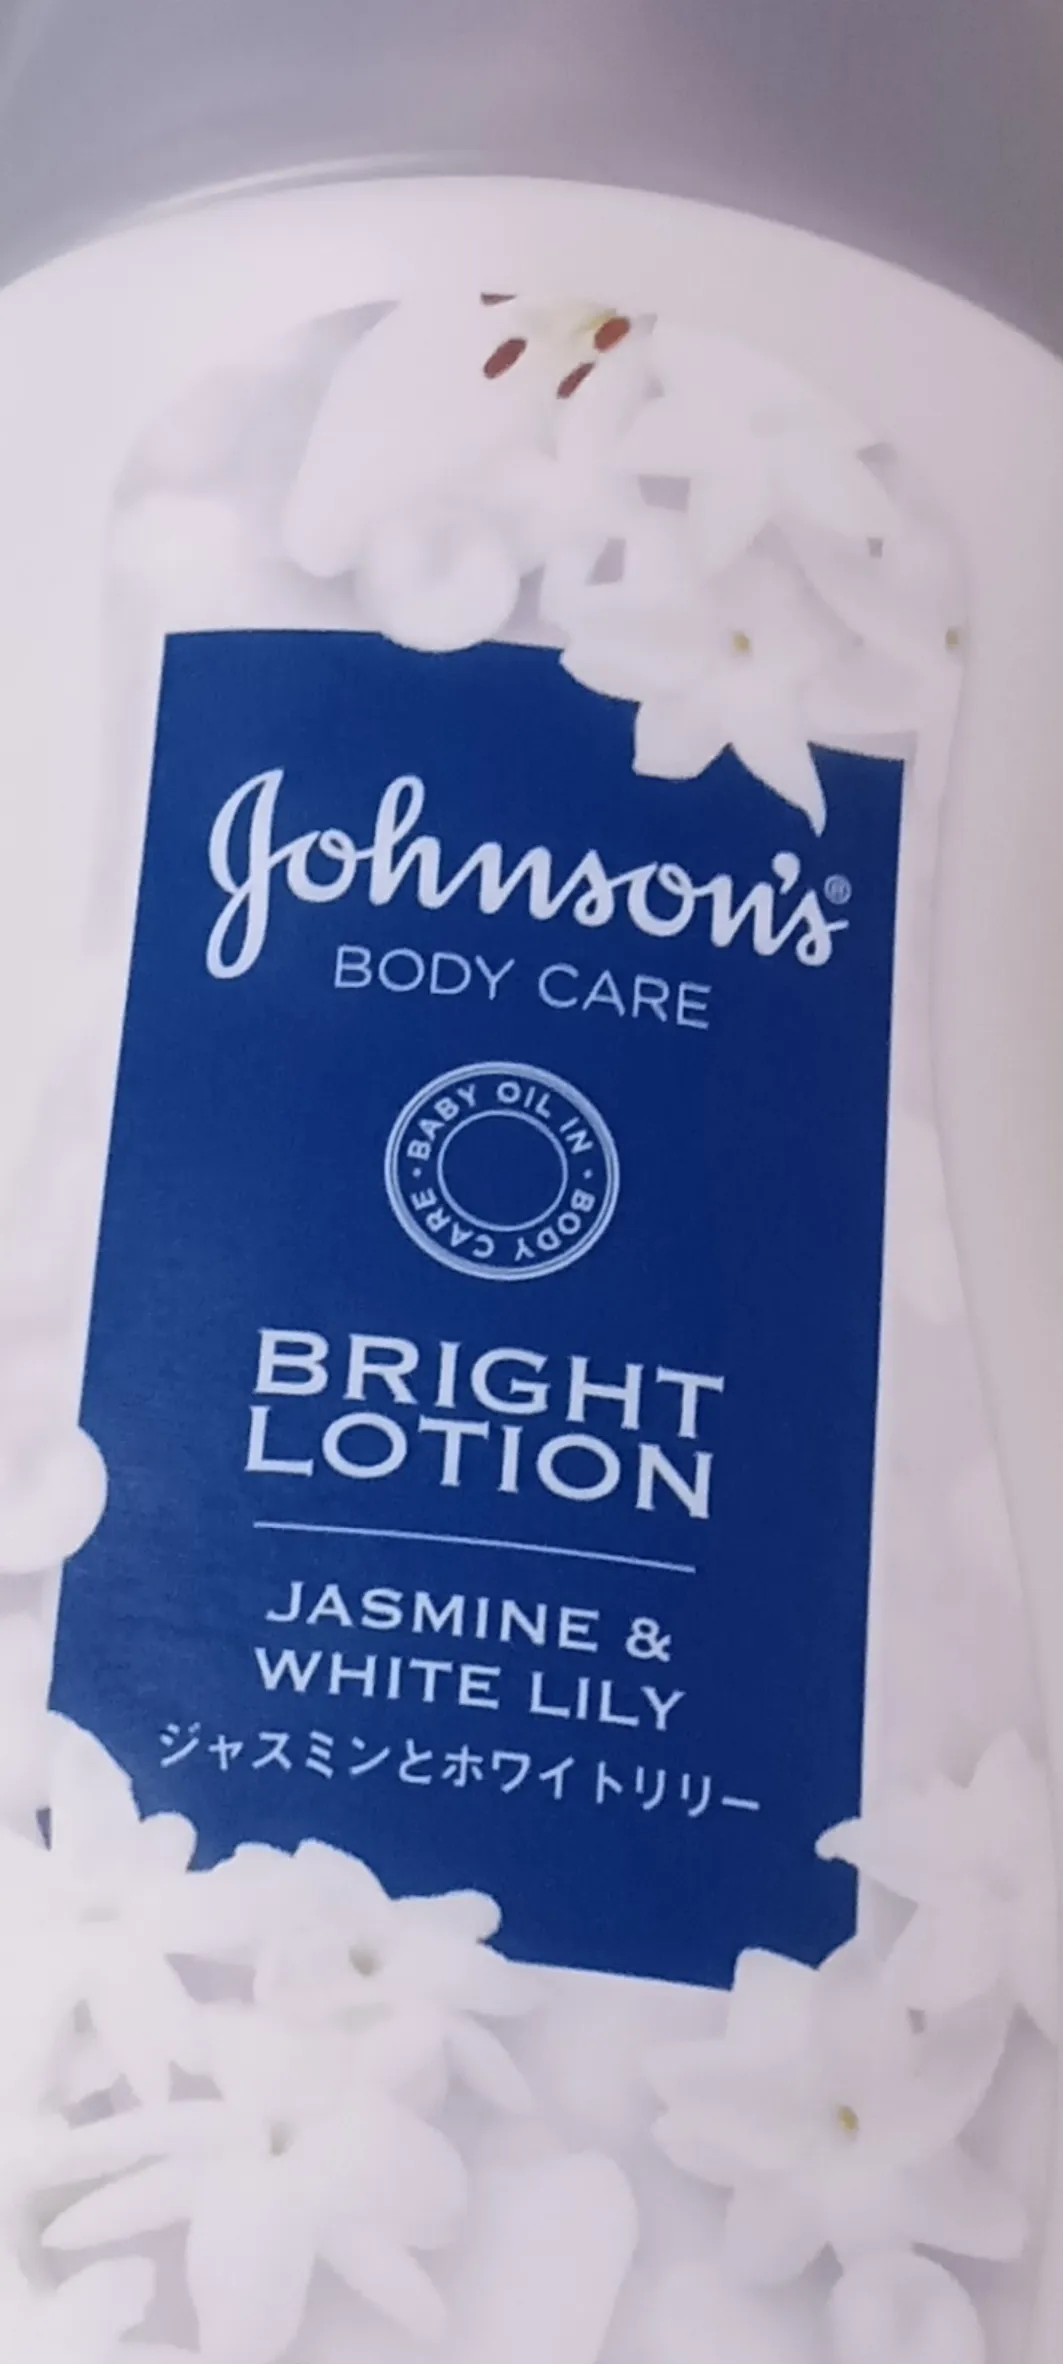 Johnson's®
BODY CARE
BABY OIL IN · BODY CARE ·
BRIGHT
LOTION
JASMINE &
WHITE LILY
ジャスミンとホワイトリリー